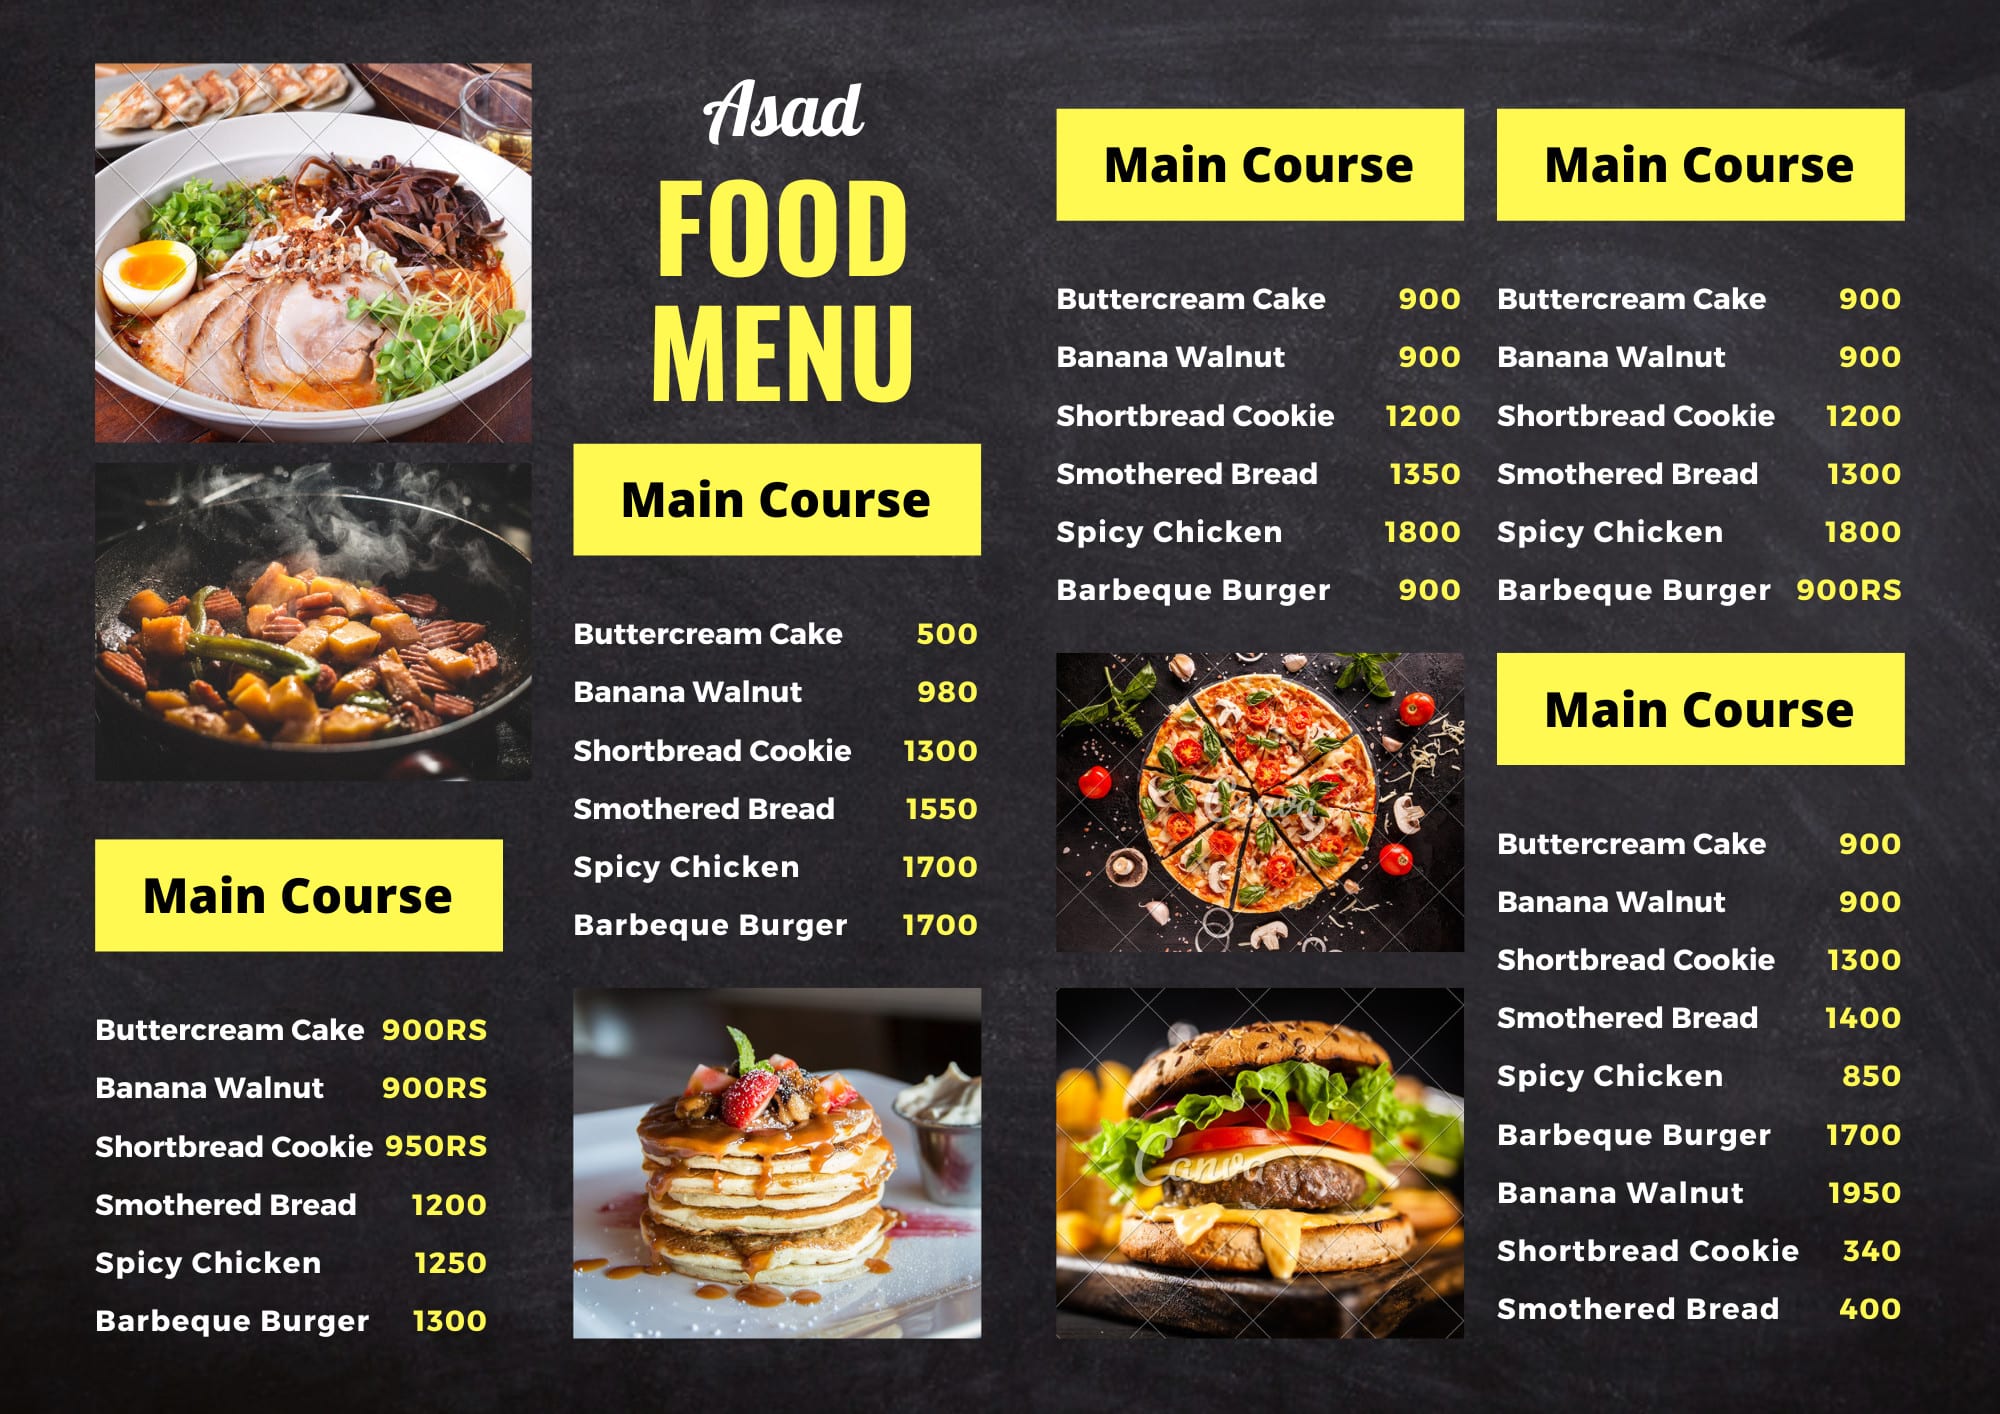 Asad
FOOD
MENU
Main Course
Buttercream Cake 900RS
Banana Walnut 900RS
Shortbread Cookie 950RS
Smothered Bread 1200
Spicy Chicken 1250
Barbeque Burger 1300
Main Course
Buttercream Cake 500
Banana Walnut 980
Shortbread Cookie 1300
Smothered Bread 1550
Spicy Chicken 1700
Barbeque Burger 1700
Main Course
Buttercream Cake 900
Banana Walnut 900
Shortbread Cookie 1200
Smothered Bread 1350
Spicy Chicken 1800
Barbeque Burger 900
Main Course
Buttercream Cake 900
Banana Walnut 900
Shortbread Cookie 1200
Smothered Bread 1300
Spicy Chicken 1800
Barbeque Burger 900RS
Main Course
Buttercream Cake 900
Banana Walnut 900
Shortbread Cookie 1300
Smothered Bread 1400
Spicy Chicken 850
Barbeque Burger 1700
Banana Walnut 1950
Shortbread Cookie 340
Smothered Bread 400
Canva
Canva
Canva